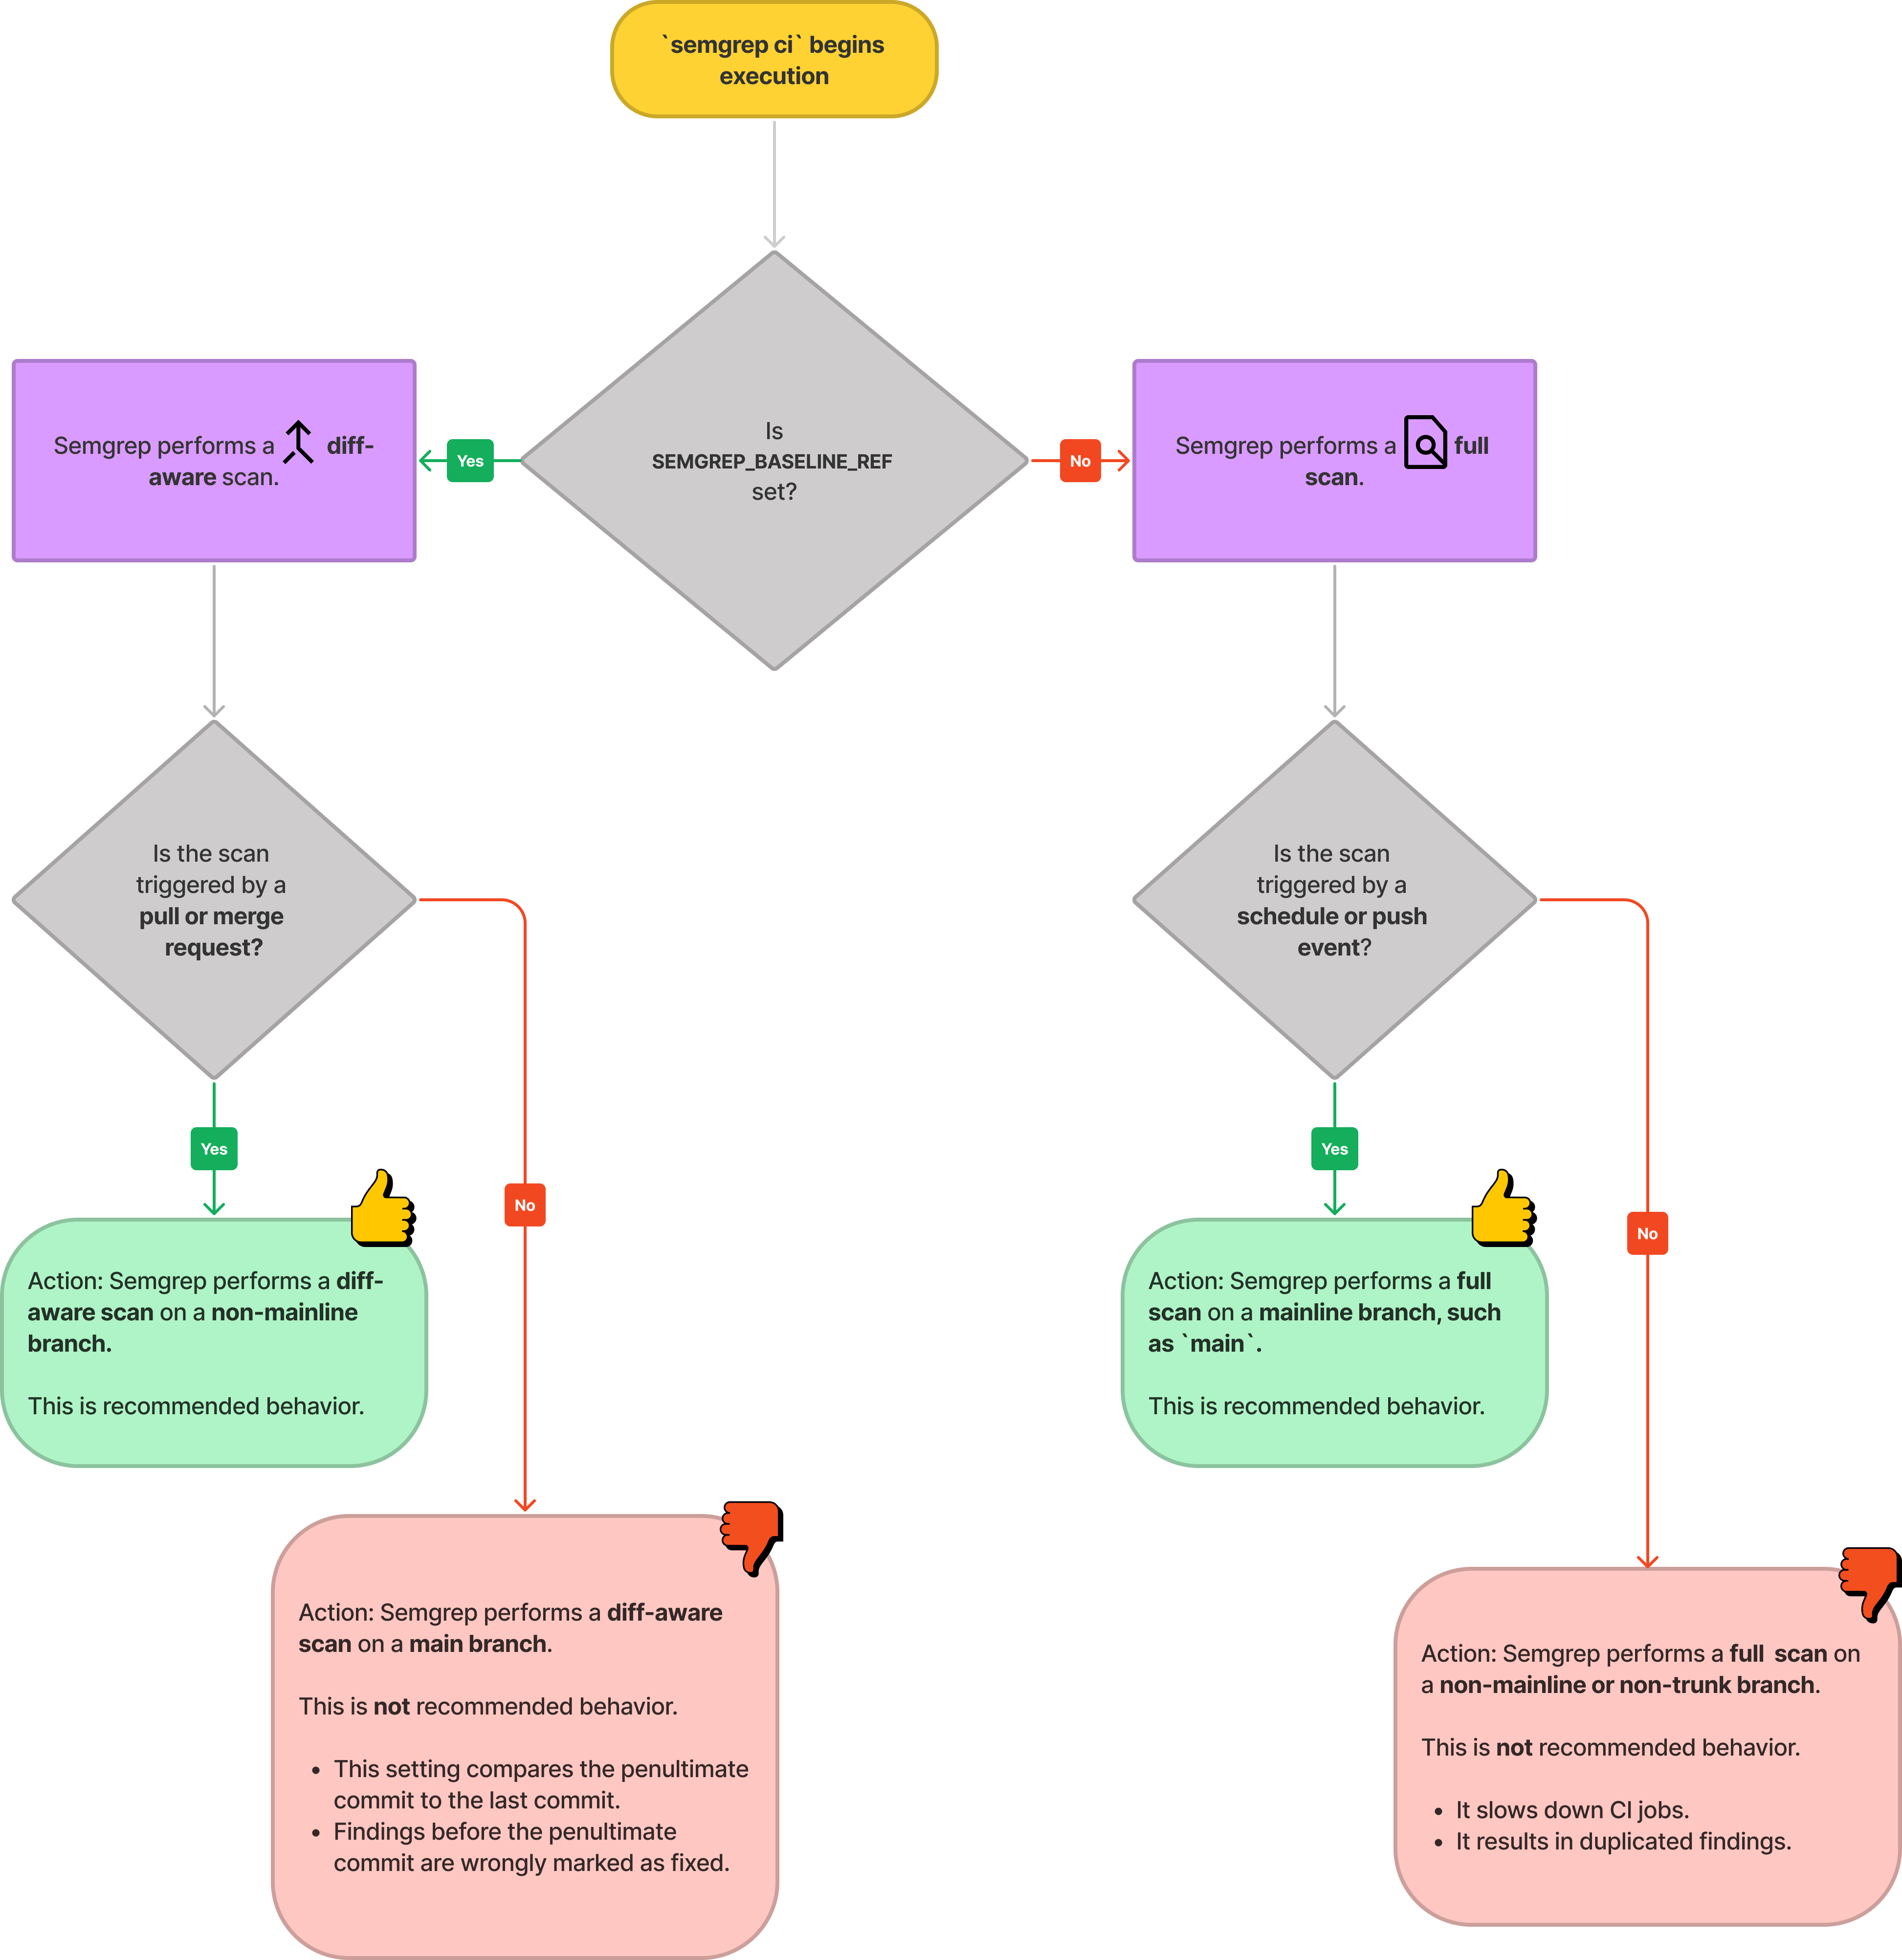 `semgrep ci` begins
execution
Is
SEMGREP_BASELINE_REF
set?
Yes
No
Semgrep performs a diff-
aware scan.
Semgrep performs a full
scan.
Is the scan
triggered by a
pull or merge
request?
Yes
No
Action: Semgrep performs a diff-
aware scan on a non-mainline
branch.
This is recommended behavior.
Action: Semgrep performs a diff-aware
scan on a main branch.
This is not recommended behavior.
• This setting compares the penultimate
commit to the last commit.
• Findings before the penultimate
commit are wrongly marked as fixed.
Is the scan
triggered by a
schedule or push
event?
Yes
No
Action: Semgrep performs a full
scan on a mainline branch, such
as `main`.
This is recommended behavior.
Action: Semgrep performs a full  scan on
a non-mainline or non-trunk branch.
This is not recommended behavior.
• It slows down CI jobs.
• It results in duplicated findings.